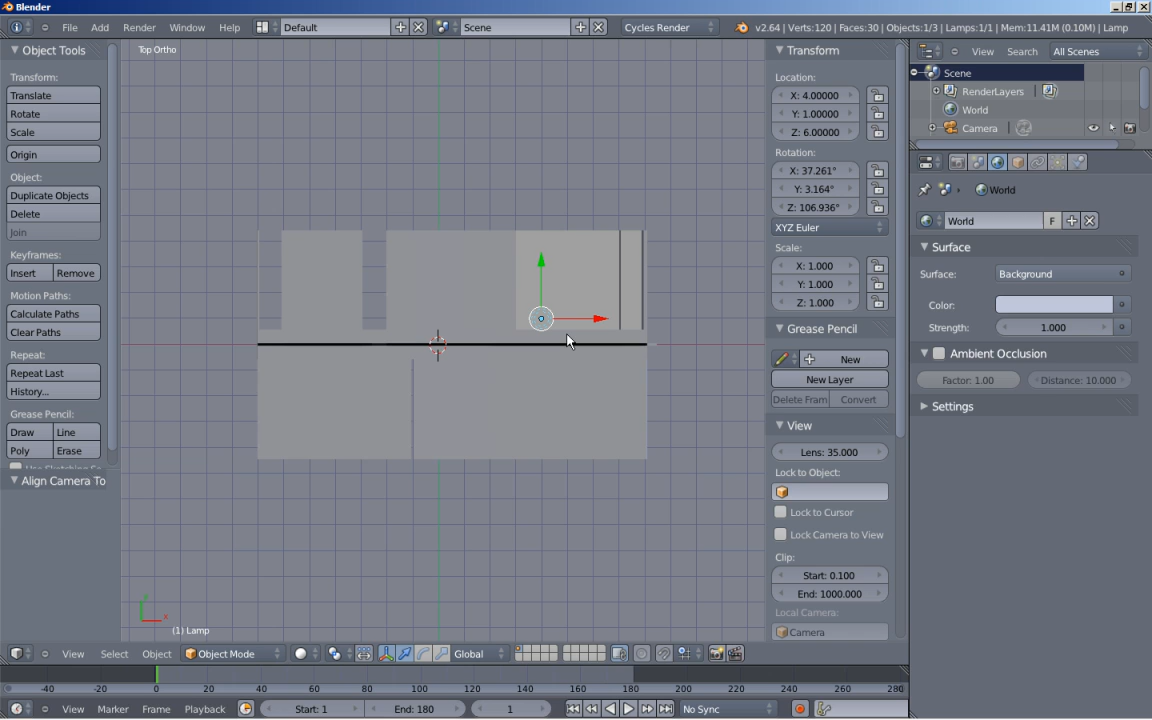 Blender
File Add Render Window Help Default Scene Cycles Render v2.64 | Verts:120 | Faces:30 | Objects:1/3 | Lamps:1/1 | Mem:11.41M (0.10M) | Lamp
Object Tools
Transform:
Translate
Rotate
Scale
Origin
Object:
Duplicate Objects
Delete
Join
Keyframes:
Insert Remove
Motion Paths:
Calculate Paths
Clear Paths
Repeat:
Repeat Last
History...
Grease Pencil:
Draw Line
Poly Erase
Align Camera To
Top Ortho
(1) Lamp
Transform
Location:
X: 4.00000
Y: 1.00000
Z: 6.00000
Rotation:
X: 37.261°
Y: 3.164°
Z: 106.936°
XYZ Euler
Scale:
X: 1.000
Y: 1.000
Z: 1.000
Grease Pencil
New
New Layer
Delete Fram Convert
View
Lens: 35.000
Lock to Object:
Lock to Cursor
Lock Camera to View
Clip:
Start: 0.100
End: 1000.000
Local Camera:
Camera
View Search All Scenes
Scene
RenderLayers
World
Camera
World
World F
Surface
Surface: Background
Color:
Strength: 1.000
Ambient Occlusion
Factor: 1.00 Distance: 10.000
Settings
View Select Object Object Mode Global
-40 -20 0 20 40 60 80 100 120 140 160 180 200 220 240 260 280
View Marker Frame Playback Start: 1 End: 180 1 No Sync